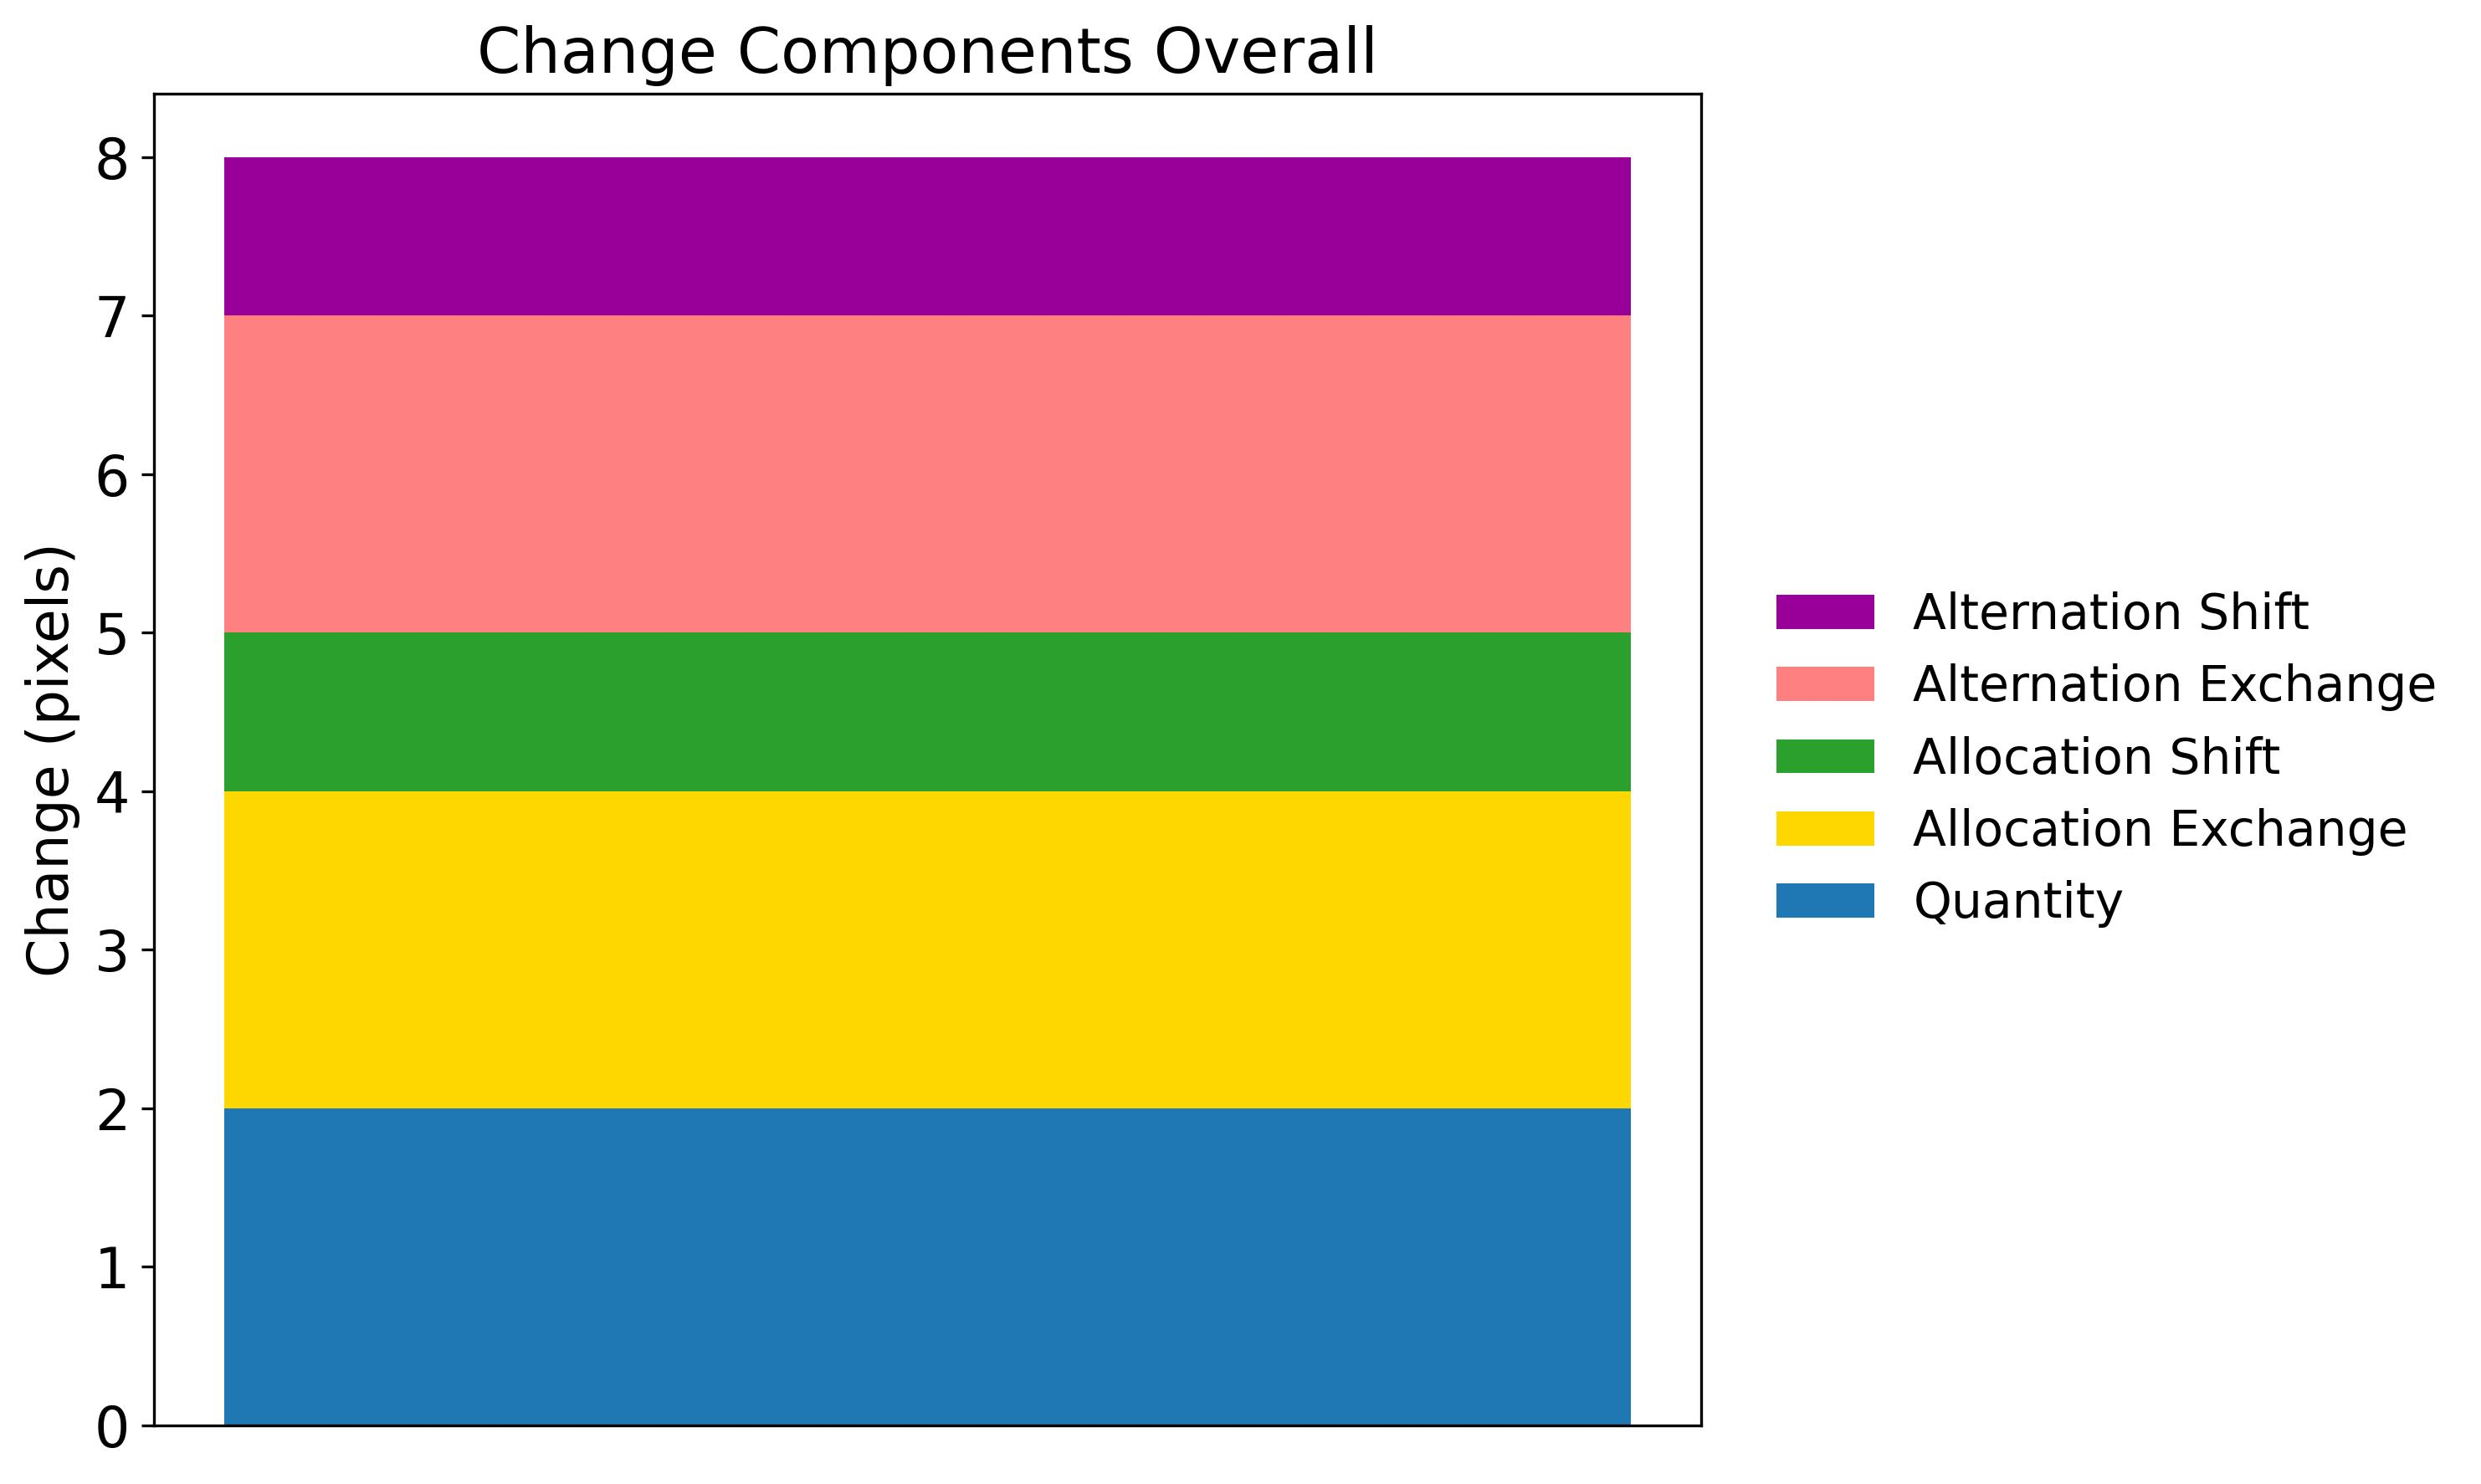 Change Components Overall
Change (pixels)
8
7
6
5
4
3
2
1
0
Alternation Shift
Alternation Exchange
Allocation Shift
Allocation Exchange
Quantity